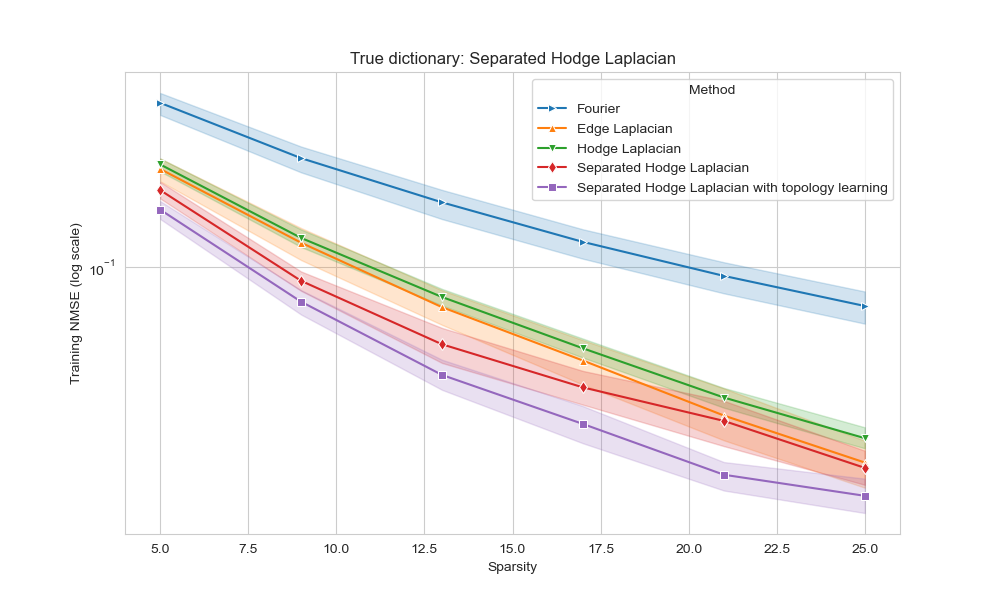 True dictionary: Separated Hodge Laplacian
Method
Fourier
Edge Laplacian
Hodge Laplacian
Separated Hodge Laplacian
Separated Hodge Laplacian with topology learning
Training NMSE (log scale)
10⁻¹
5.0 7.5 10.0 12.5 15.0 17.5 20.0 22.5 25.0
Sparsity